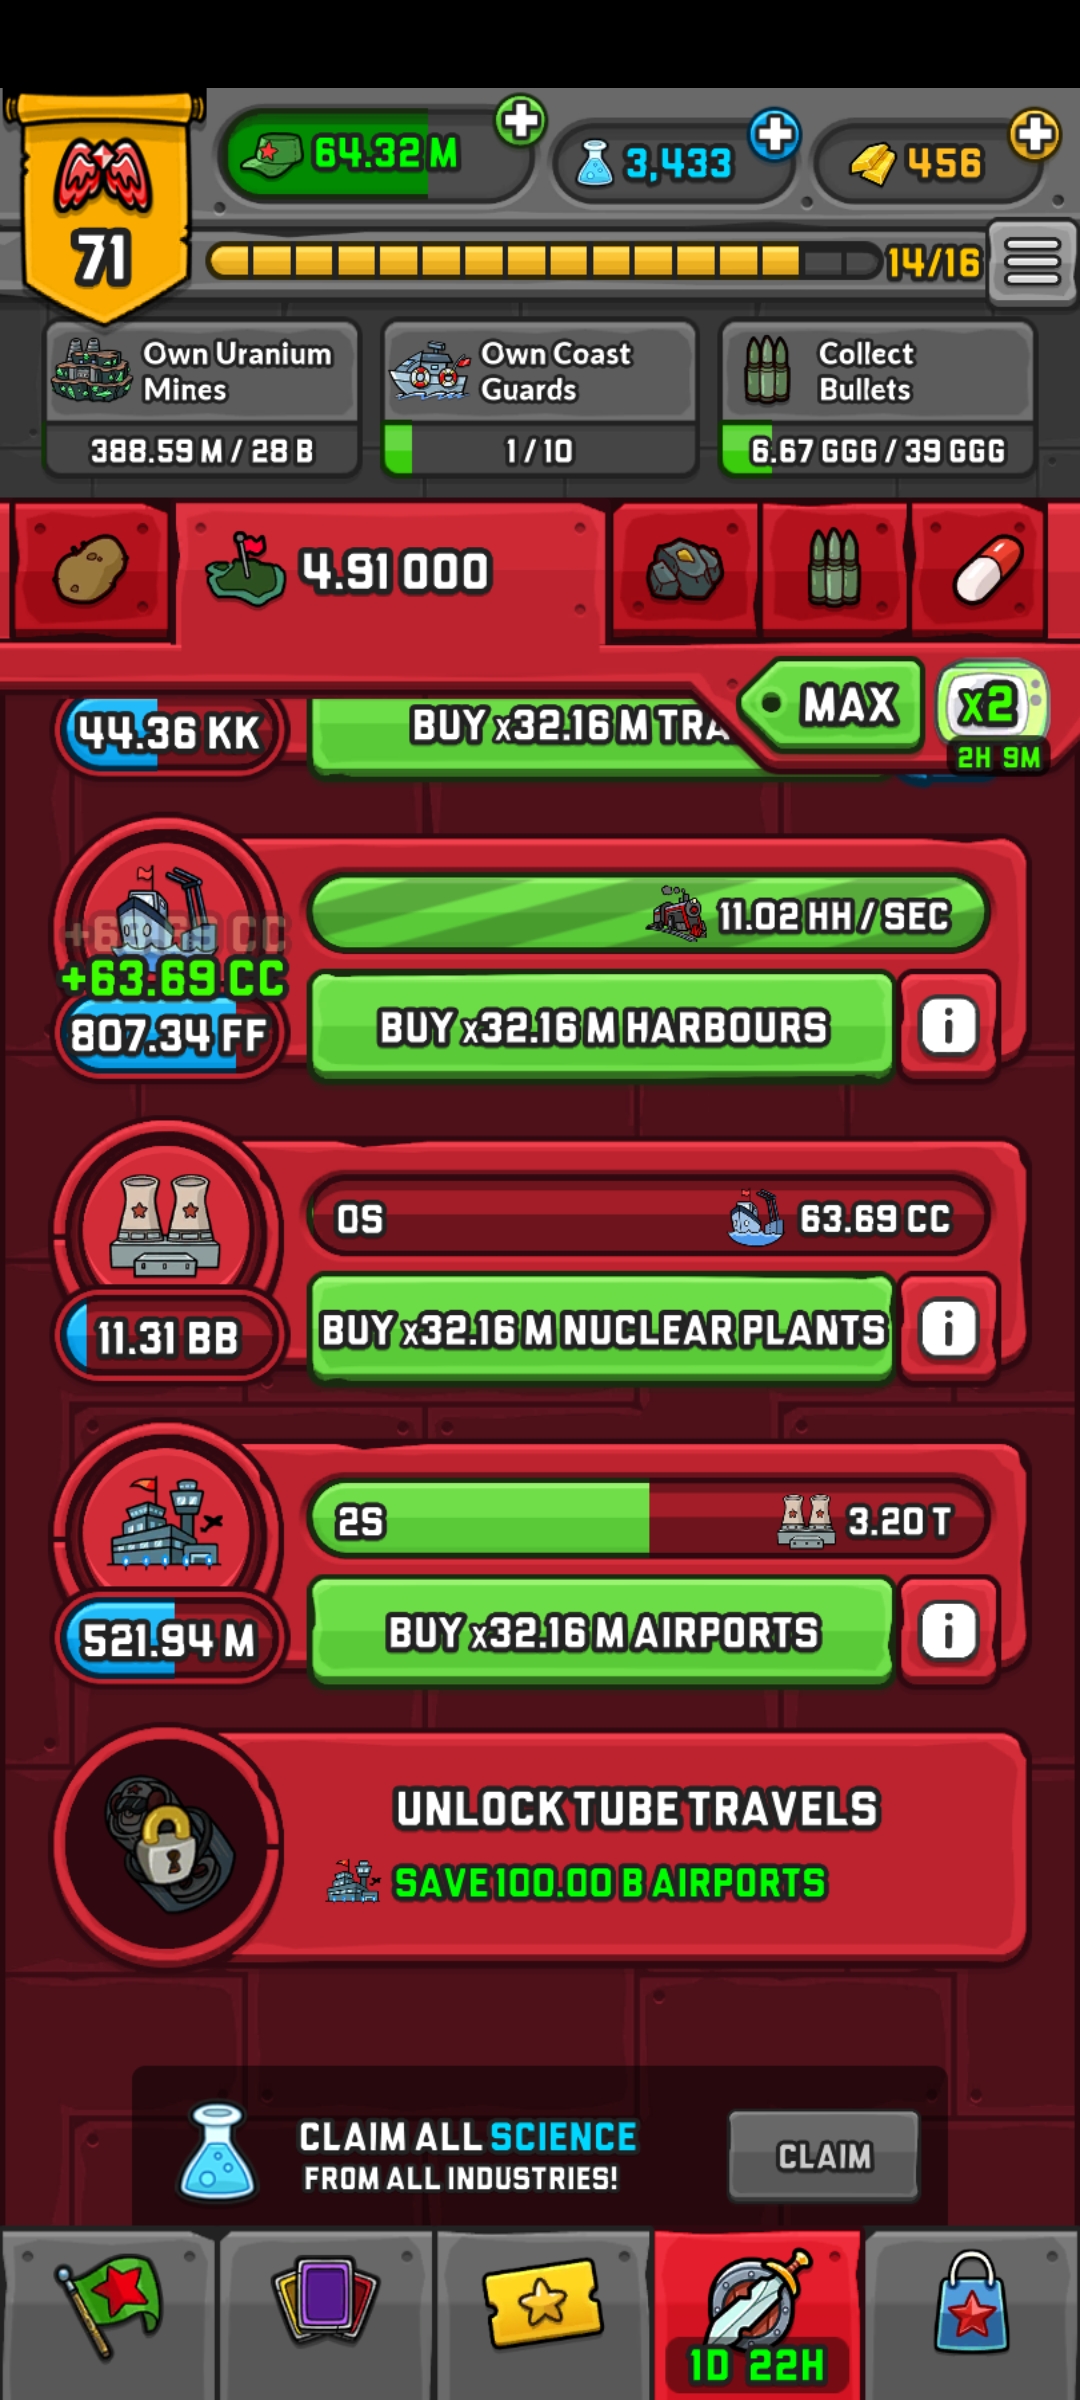 64.32 M
3,433
456
71
14/16
Own Uranium
Mines
388.59 M / 28 B
Own Coast
Guards
1 / 10
Collect
Bullets
6.67 GGG / 39 GGG
4.91 OOO
MAX
x2
2H 9M
44.36 KK
BUY x32.16 M TRA
11.02 HH / SEC
+63.69 CC
+63.69 CC
807.34 FF
BUY x32.16 M HARBOURS
0S
63.69 CC
11.31 BB
BUY x32.16 M NUCLEAR PLANTS
2S
3.20 T
521.94 M
BUY x32.16 M AIRPORTS
UNLOCK TUBE TRAVELS
SAVE 100.00 B AIRPORTS
CLAIM ALL SCIENCE
FROM ALL INDUSTRIES!
CLAIM
1D 22H